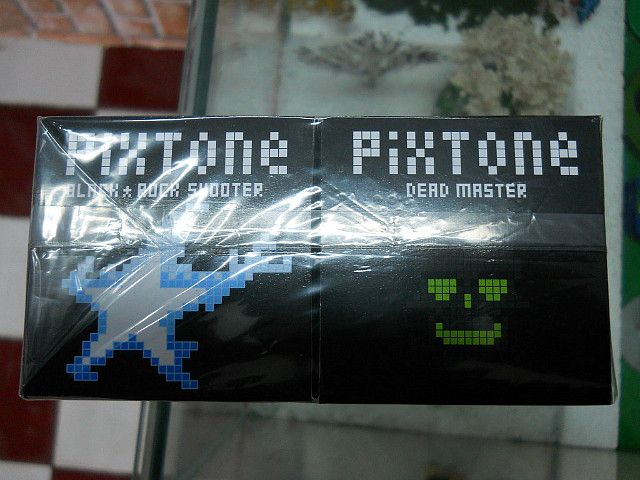 PiXTONe
BLACK★ROCK SHOOTER
PiXTONe
DEAD MASTER